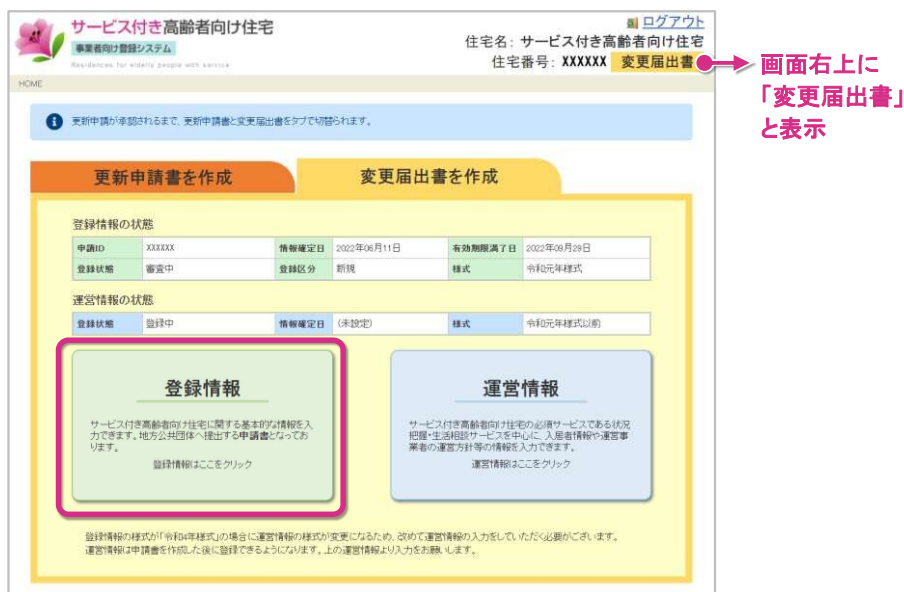 サービス付き高齢者向け住宅
事業者向け登録システム
Residences for elderly people with service
ログアウト
住宅名：サービス付き高齢者向け住宅
住宅番号：XXXXXX 変更届出書
画面右上に
「変更届出書」
と表示
HOME
更新申請が承認されるまで、更新申請書と変更届出書をタブで切替られます。
更新申請書を作成
変更届出書を作成
登録情報の状態
申請ID XXXXXX 情報確定日 2022年06月11日 有効期限満了日 2022年09月29日
登録状態 審査中 登録区分 新規 様式 令和元年様式
運営情報の状態
登録状態 登録中 情報確定日 (未設定) 様式 令和元年様式以前
登録情報
サービス付き高齢者向け住宅に関する基本的な情報を入
力できます。地方公共団体へ提出する申請書となってお
ります。
登録情報はここをクリック
運営情報
サービス付き高齢者向け住宅の必須サービスである状況
把握・生活相談サービスを中心に、入居者情報や運営事
業者の運営方針等の情報を入力できます。
運営情報はここをクリック
登録情報の様式が「令和4年様式」の場合に運営情報の様式が変更になるため、改めて運営情報の入力をしていただく必要がございます。
運営情報は申請書を作成した後に登録できるようになります。上の運営情報より入力をお願いします。